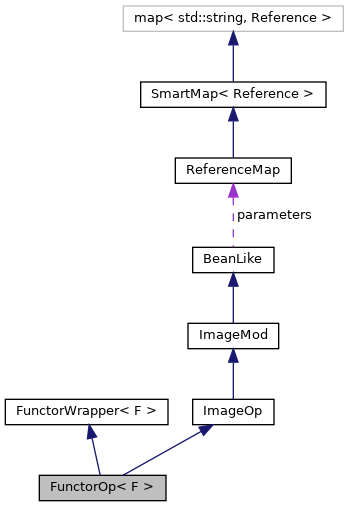 map< std::string, Reference >
SmartMap< Reference >
ReferenceMap
parameters
BeanLike
ImageMod
FunctorWrapper< F >
ImageOp
FunctorOp< F >